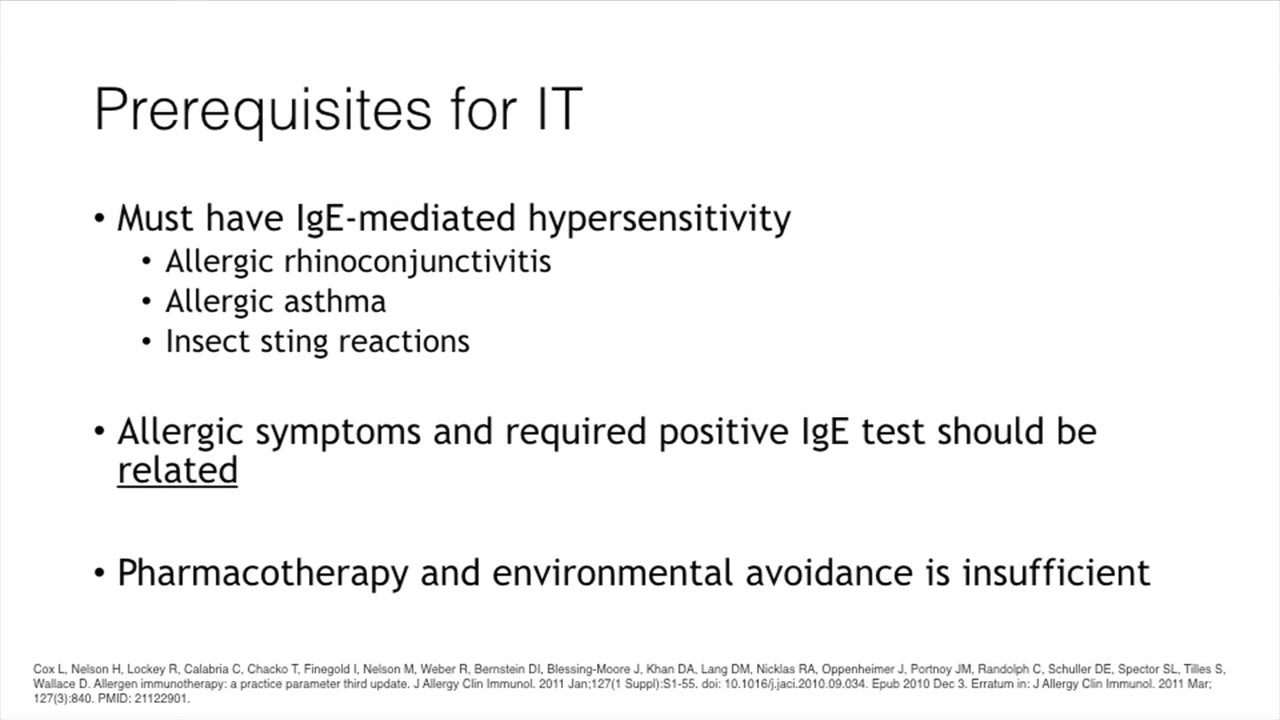 Prerequisites for IT
• Must have IgE-mediated hypersensitivity
• Allergic rhinoconjunctivitis
• Allergic asthma
• Insect sting reactions
• Allergic symptoms and required positive IgE test should be
related
• Pharmacotherapy and environmental avoidance is insufficient
Cox L, Nelson H, Lockey R, Calabria C, Chacko T, Finegold I, Nelson M, Weber R, Bernstein DI, Blessing-Moore J, Khan DA, Lang DM, Nicklas RA, Oppenheimer J, Portnoy JM, Randolph C, Schuller DE, Spector SL, Tilles S,
Wallace D. Allergen immunotherapy: a practice parameter third update. J Allergy Clin Immunol. 2011 Jan;127(1 Suppl):S1-55. doi: 10.1016/j.jaci.2010.09.034. Epub 2010 Dec 3. Erratum in: J Allergy Clin Immunol. 2011 Mar;
127(3):840. PMID: 21122901.